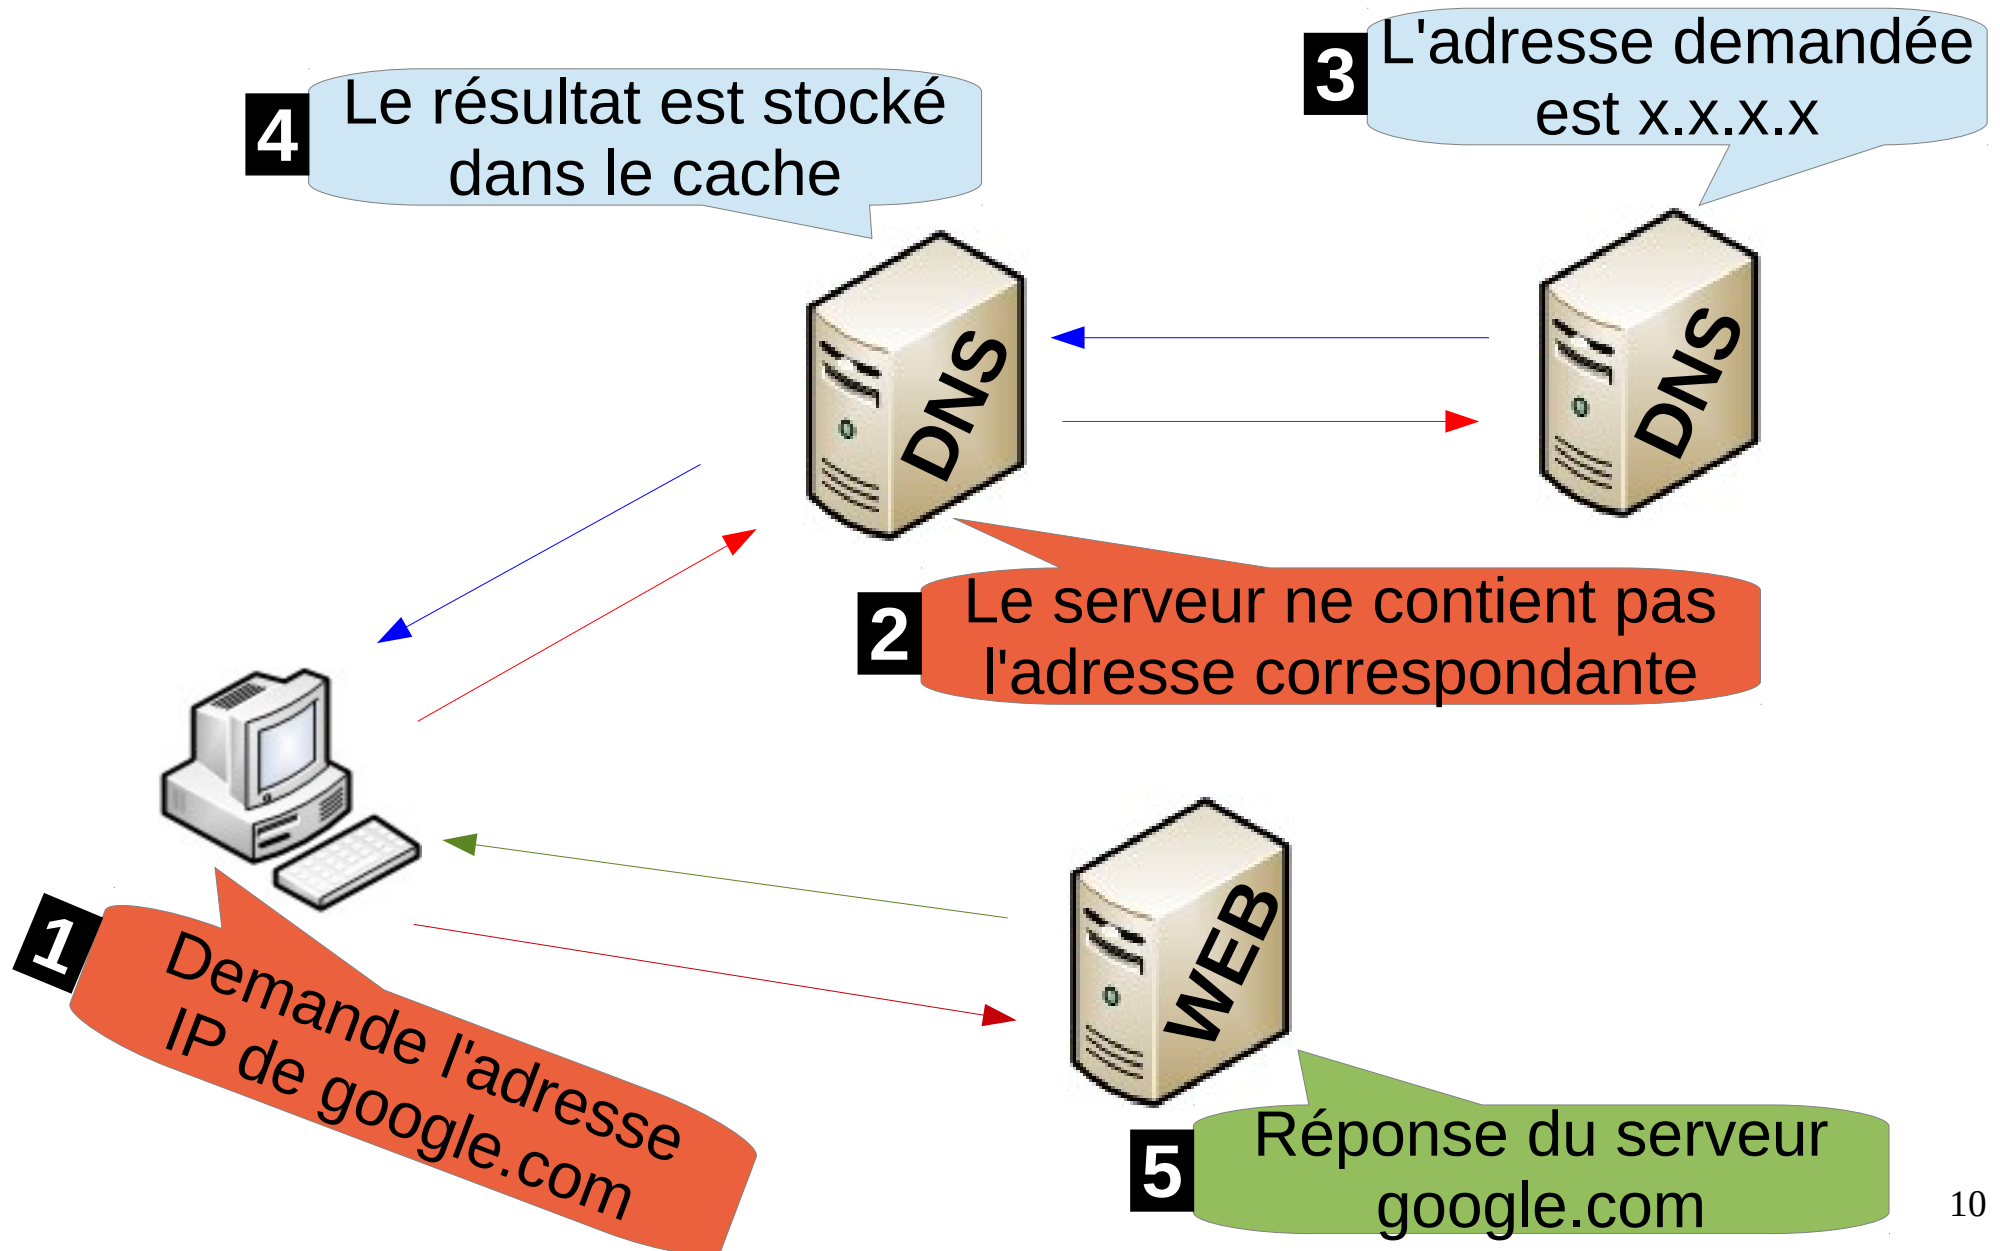 3
L'adresse demandée
est x.x.x.x
4
Le résultat est stocké
dans le cache
DNS
DNS
2
Le serveur ne contient pas
l'adresse correspondante
1
Demande l'adresse
IP de google.com
WEB
5
Réponse du serveur
google.com
10